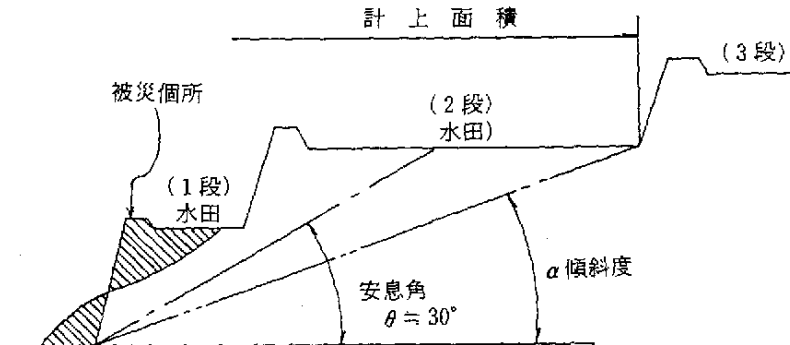 計上面積
(3段)
被災個所
(2段)
水田)
(1段)
水田
α傾斜度
安息角
θ≒30°